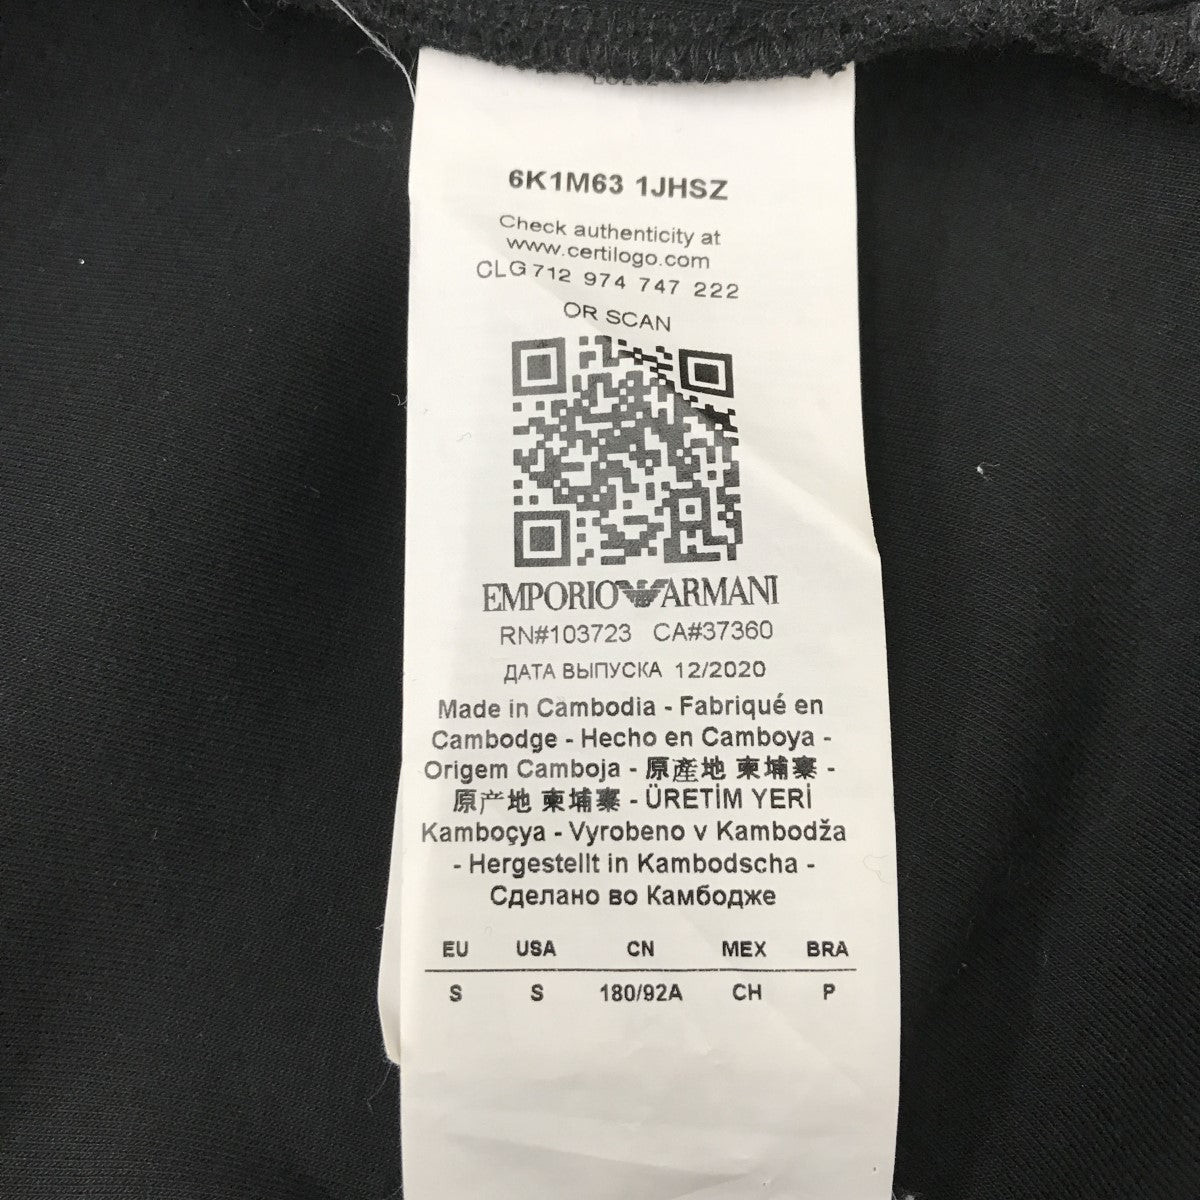 6K1M63 1JHSZ
Check authenticity at
www.certilogo.com
CLG 712 974 747 222
OR SCAN
EMPORIO ARMANI
RN#103723 CA#37360
ДАТА ВЫПУСКА 12/2020
Made in Cambodia - Fabriqué en
Cambodge - Hecho en Camboya -
Origem Camboja - 原產地 柬埔寨 -
原产地 柬埔寨 - ÜRETİM YERİ
Kamboçya - Vyrobeno v Kambodža
- Hergestellt in Kambodscha -
Сделано во Камбодже
EU USA CN MEX BRA
S S 180/92A CH P